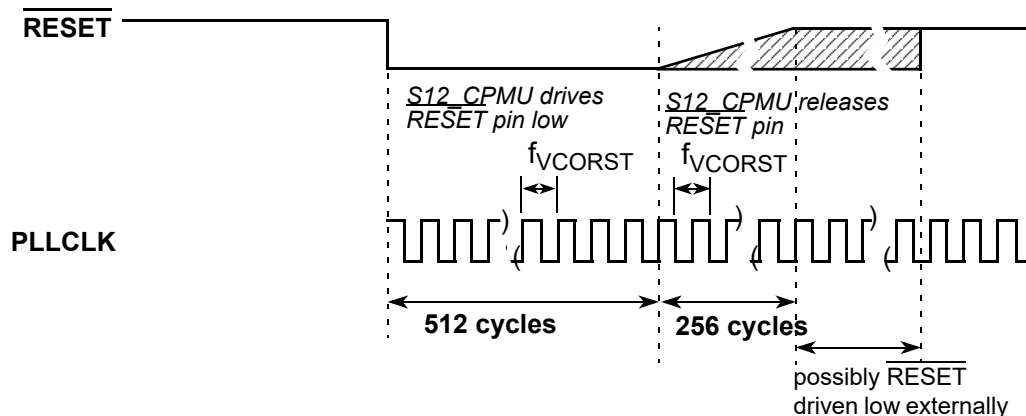 RESET
S12_CPMU drives
RESET pin low
S12_CPMU releases
RESET pin
fVCORST
fVCORST
PLLCLK
512 cycles
256 cycles
possibly RESET
driven low externally